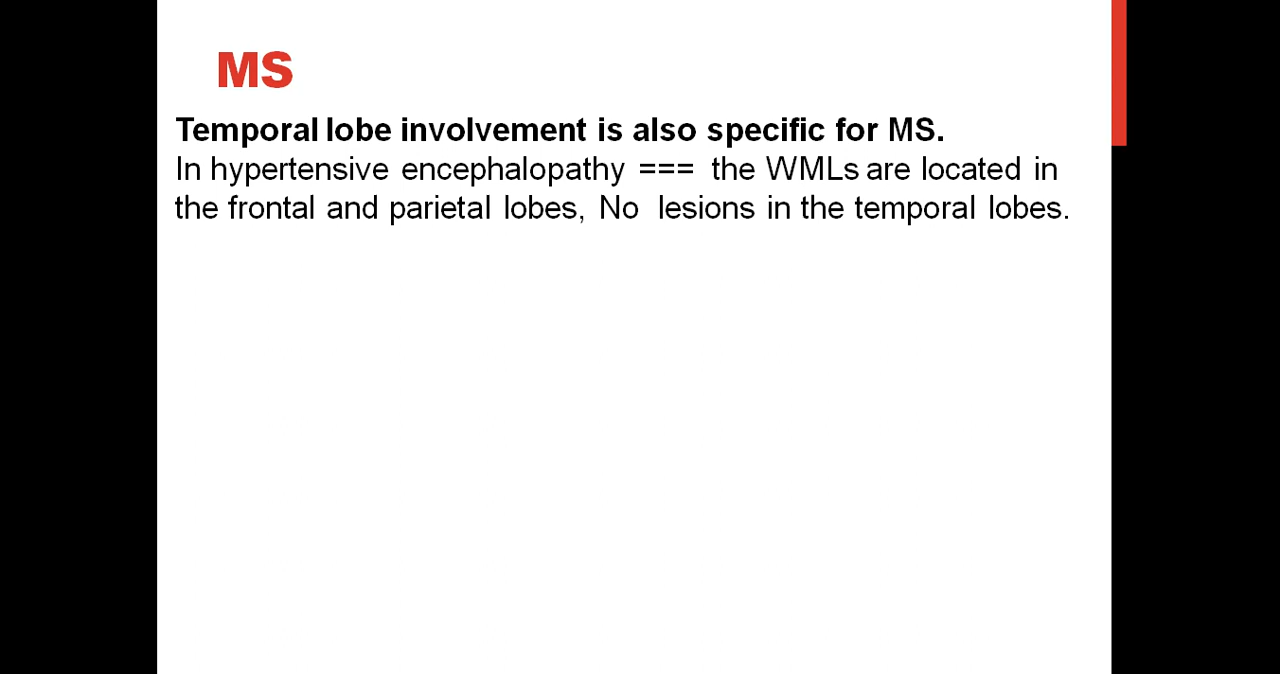 MS
Temporal lobe involvement is also specific for MS.
In hypertensive encephalopathy === the WMLs are located in
the frontal and parietal lobes, No lesions in the temporal lobes.